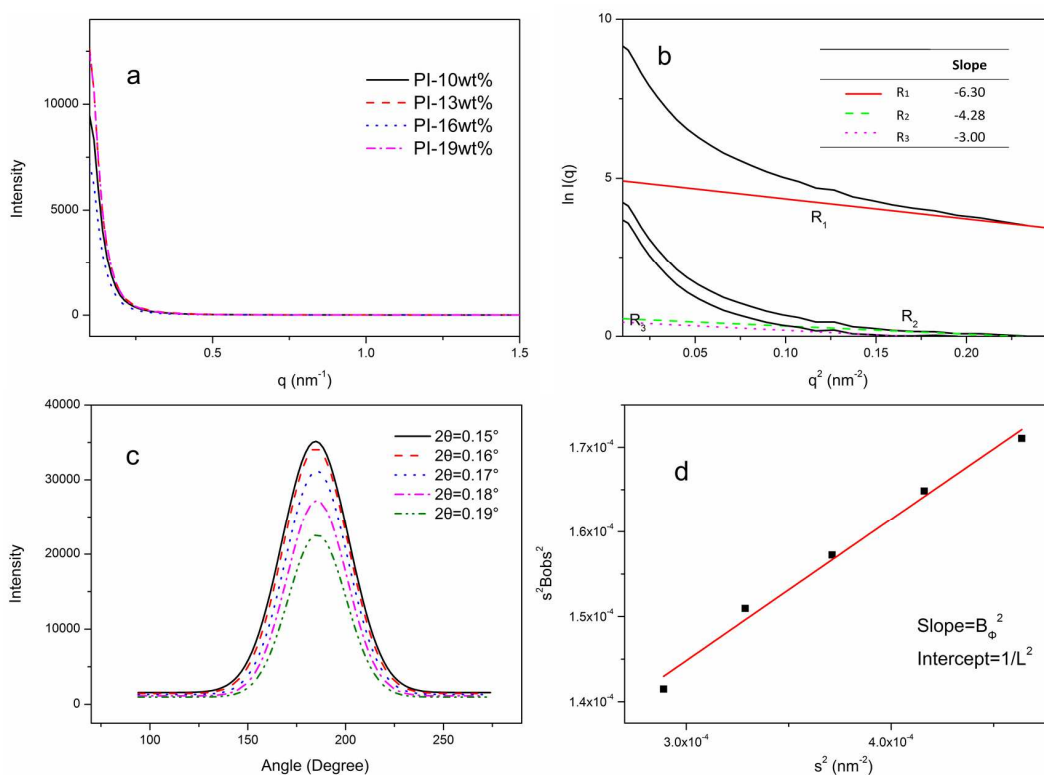 a
PI-10wt%
PI-13wt%
PI-16wt%
PI-19wt%
Intensity
10000
5000
0
0.5
1.0
1.5
q (nm⁻¹)
b
Slope
R₁ -6.30
R₂ -4.28
R₃ -3.00
ln I(q)
10
5
0
R₁
R₂
R₃
0.05
0.10
0.15
0.20
q² (nm⁻²)
c
2θ=0.15°
2θ=0.16°
2θ=0.17°
2θ=0.18°
2θ=0.19°
Intensity
40000
30000
20000
10000
0
100
150
200
250
Angle (Degree)
d
s²Bobs²
1.7x10⁻⁴
1.6x10⁻⁴
1.5x10⁻⁴
1.4x10⁻⁴
Slope=B_Φ²
Intercept=1/L²
3.0x10⁻⁴
4.0x10⁻⁴
s² (nm⁻²)